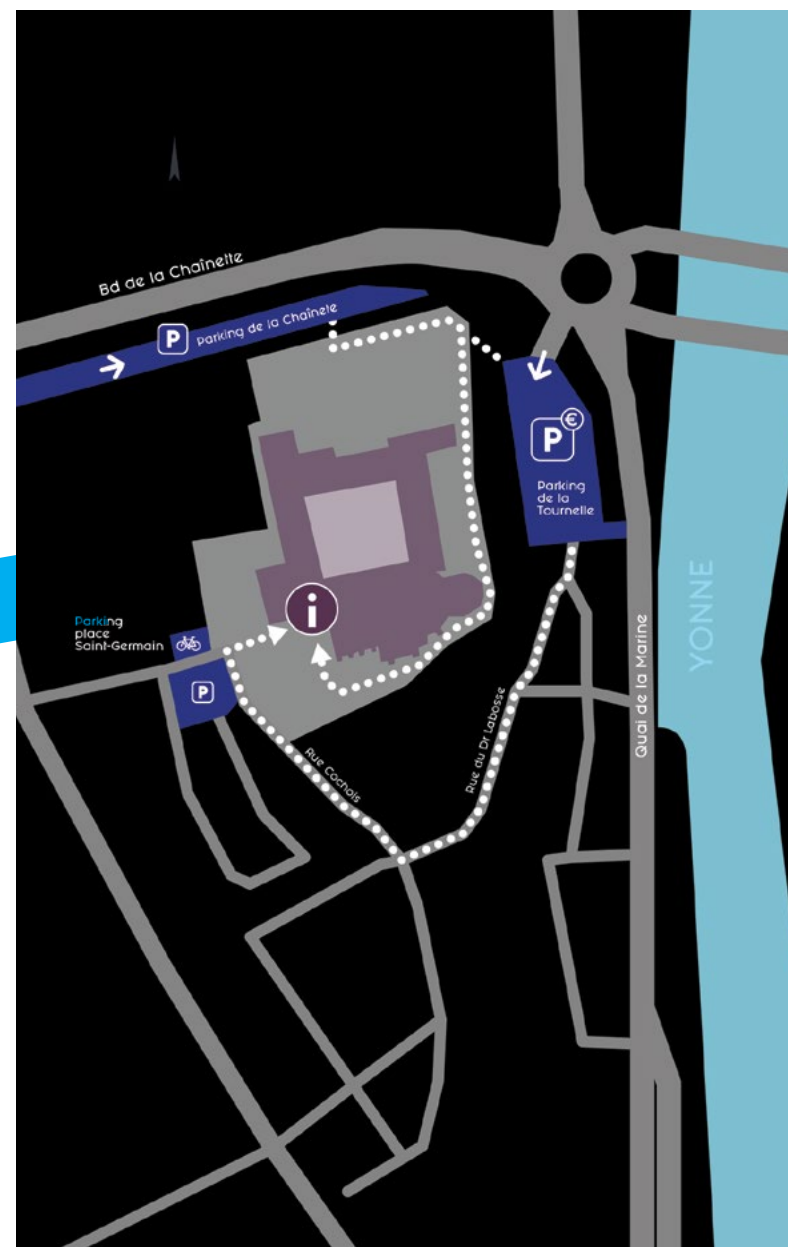 Bd de la Chaînette
P
Parking de la Chaînete
P
€
Parking
de la
Tournelle
i
Parking
place
Saint-Germain
P
Rue Cochois
Rue du Dr Labosse
Quai de la Marine
YONNE